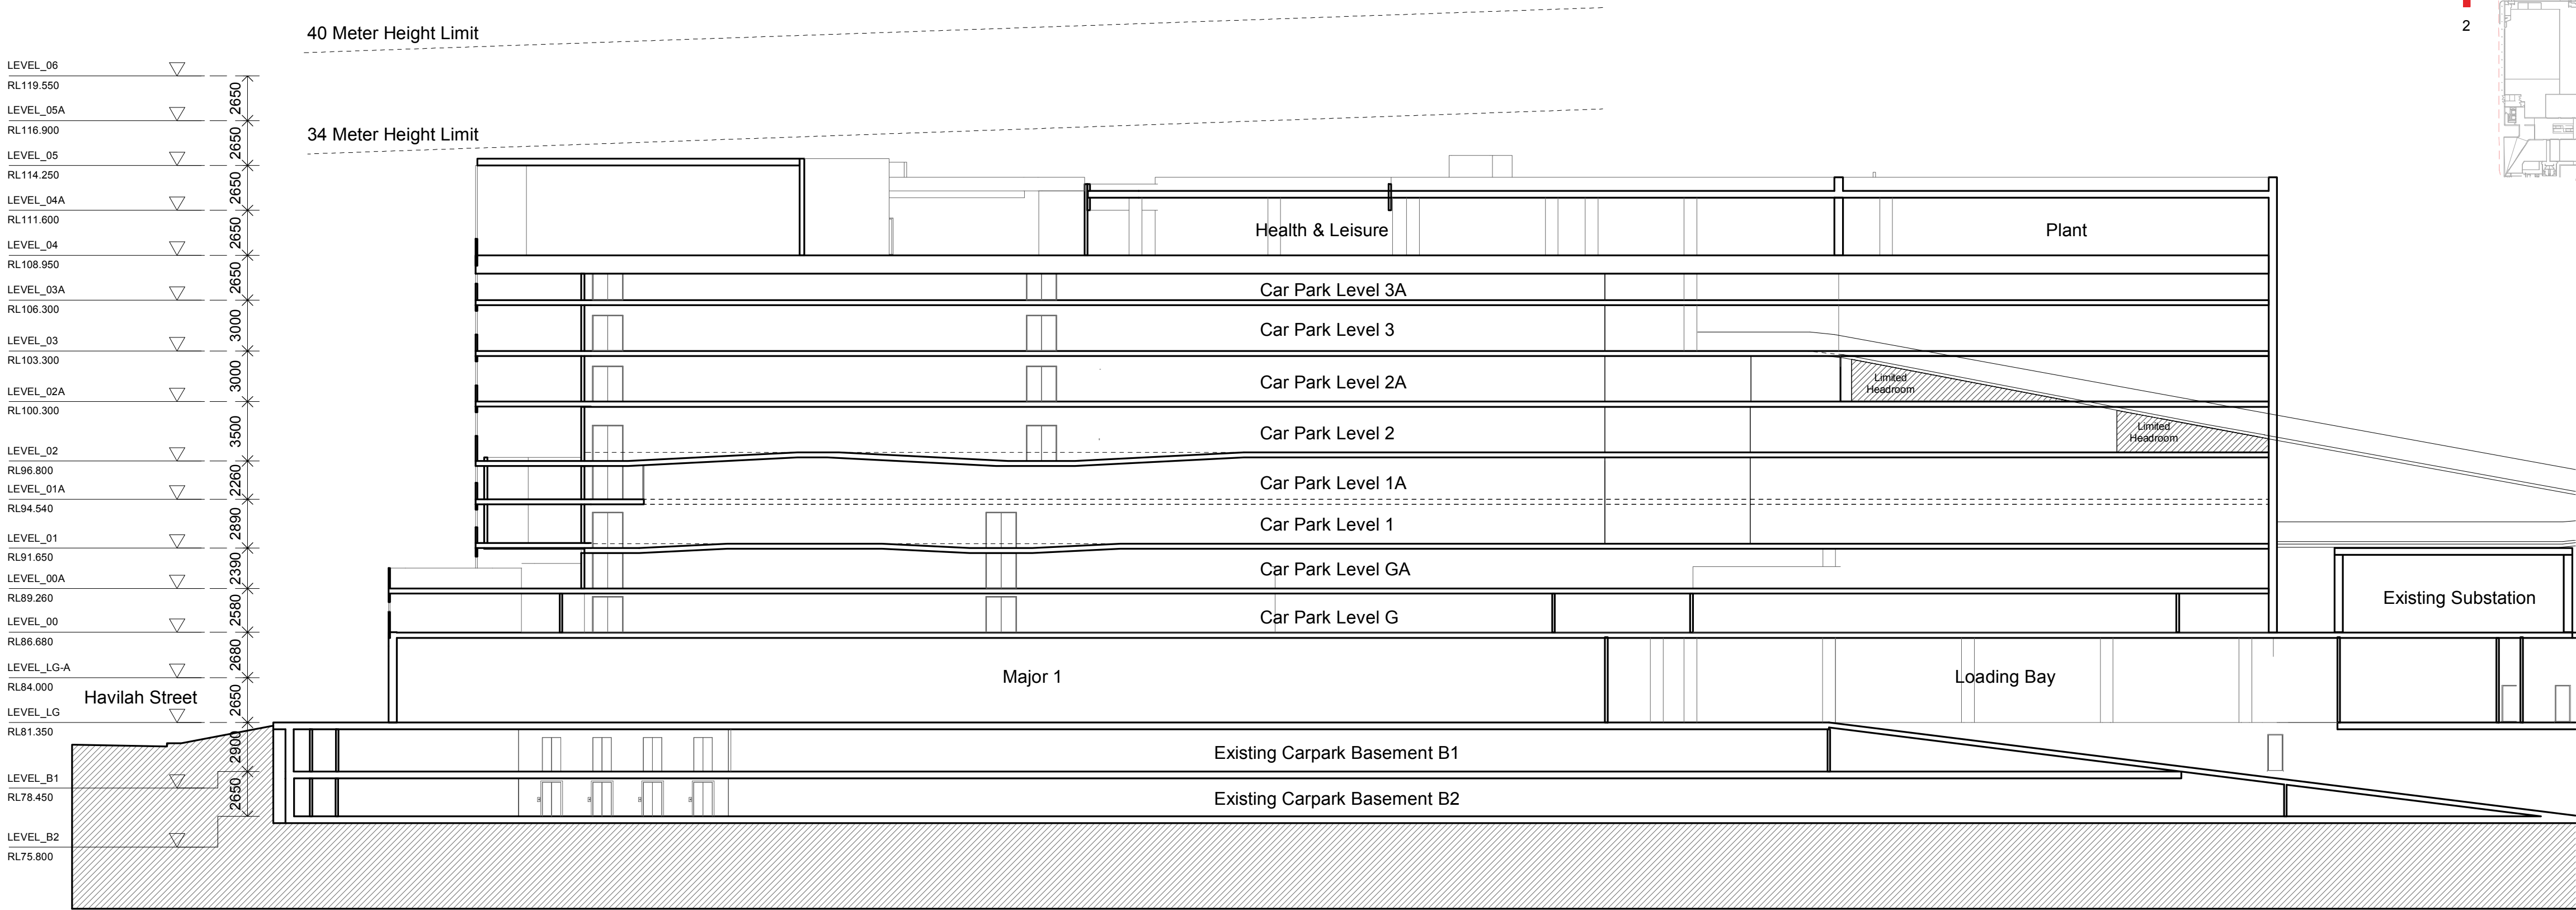 40 Meter Height Limit
2
LEVEL_06
RL119.550
2650
LEVEL_05A
RL116.900
2650
34 Meter Height Limit
LEVEL_05
RL114.250
2650
LEVEL_04A
RL111.600
2650
Health & Leisure
Plant
LEVEL_04
RL108.950
2650
LEVEL_03A
RL106.300
Car Park Level 3A
3000
Car Park Level 3
LEVEL_03
RL103.300
3000
Car Park Level 2A
Limited
Headroom
LEVEL_02A
RL100.300
3500
Car Park Level 2
Limited
Headroom
LEVEL_02
RL96.800
2260
Car Park Level 1A
LEVEL_01A
RL94.540
2890
Car Park Level 1
LEVEL_01
RL91.650
2390
Car Park Level GA
LEVEL_00A
RL89.260
2580
Existing Substation
Car Park Level G
LEVEL_00
RL86.680
2680
LEVEL_LG-A
RL84.000
Major 1
Loading Bay
Havilah Street
2650
LEVEL_LG
RL81.350
2900
Existing Carpark Basement B1
LEVEL_B1
RL78.450
2650
Existing Carpark Basement B2
LEVEL_B2
RL75.800